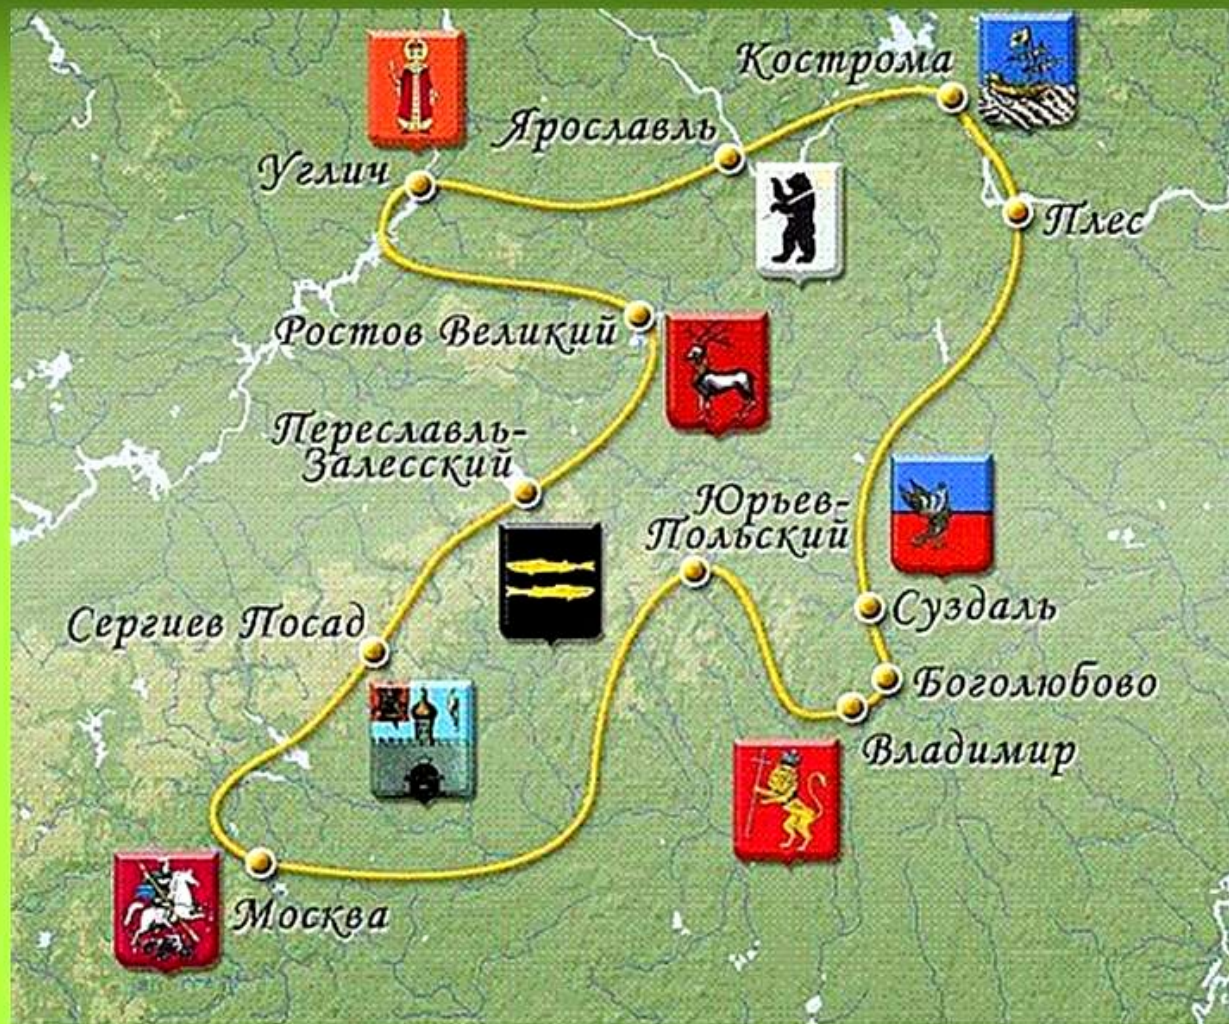 Кострома
Ярославль
Углич
Плес
Ростов Великий
Переславль-
Залесский
Юрьев-
Польский
Суздаль
Сергиев Посад
Боголюбово
Владимир
Москва